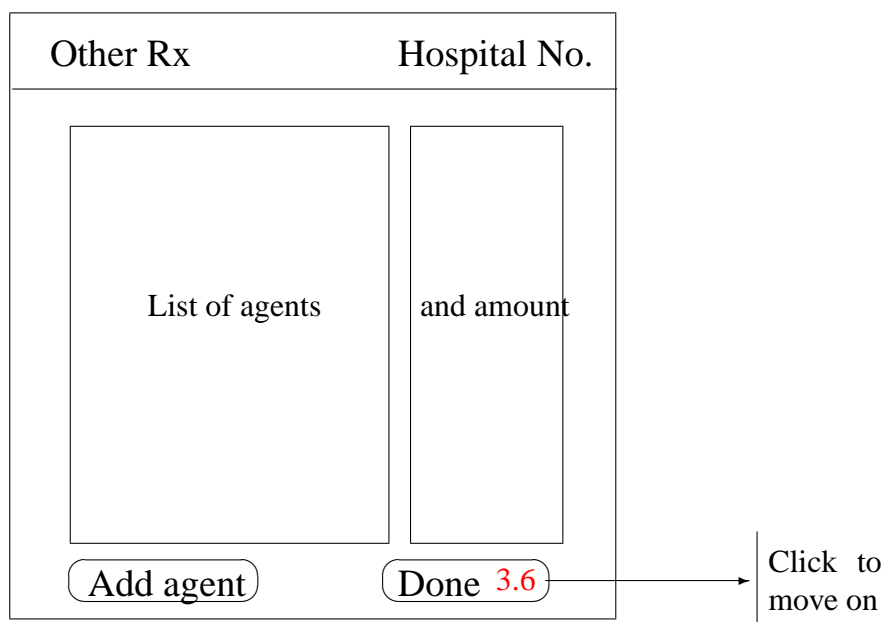 Other Rx Hospital No.
List of agents and amount
Add agent Done 3.6
Click to
move on